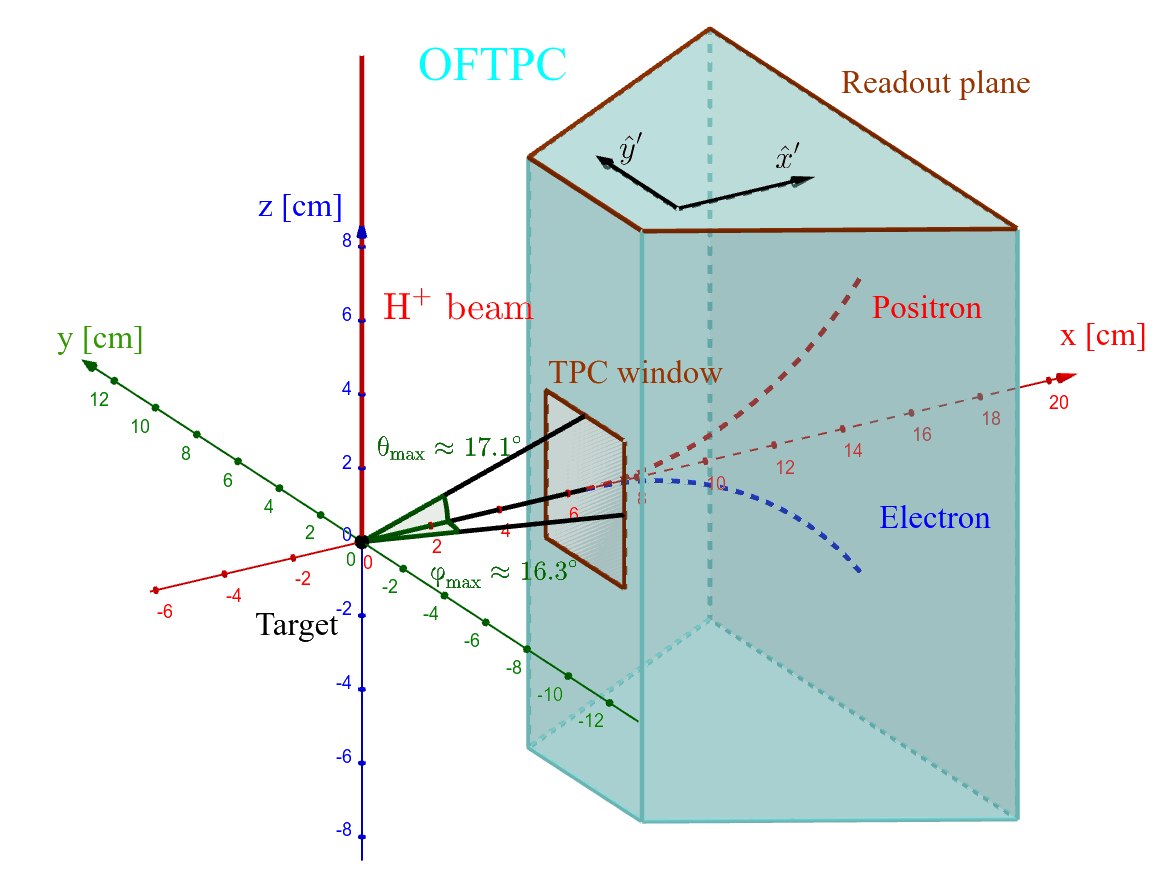 OFTPC
Readout plane
ŷ′
x̂′
z [cm]
8
H⁺ beam
6
Positron
y [cm]
x [cm]
TPC window
4
12
20
18
10
16
θmax ≈ 17.1°
14
8
2
12
6
10
4
8
2
6
0
4
2
0
0
φmax ≈ 16.3°
-2
-4
-6
Electron
Target
-2
-4
-6
-8
-10
-12
-2
-4
-6
-8